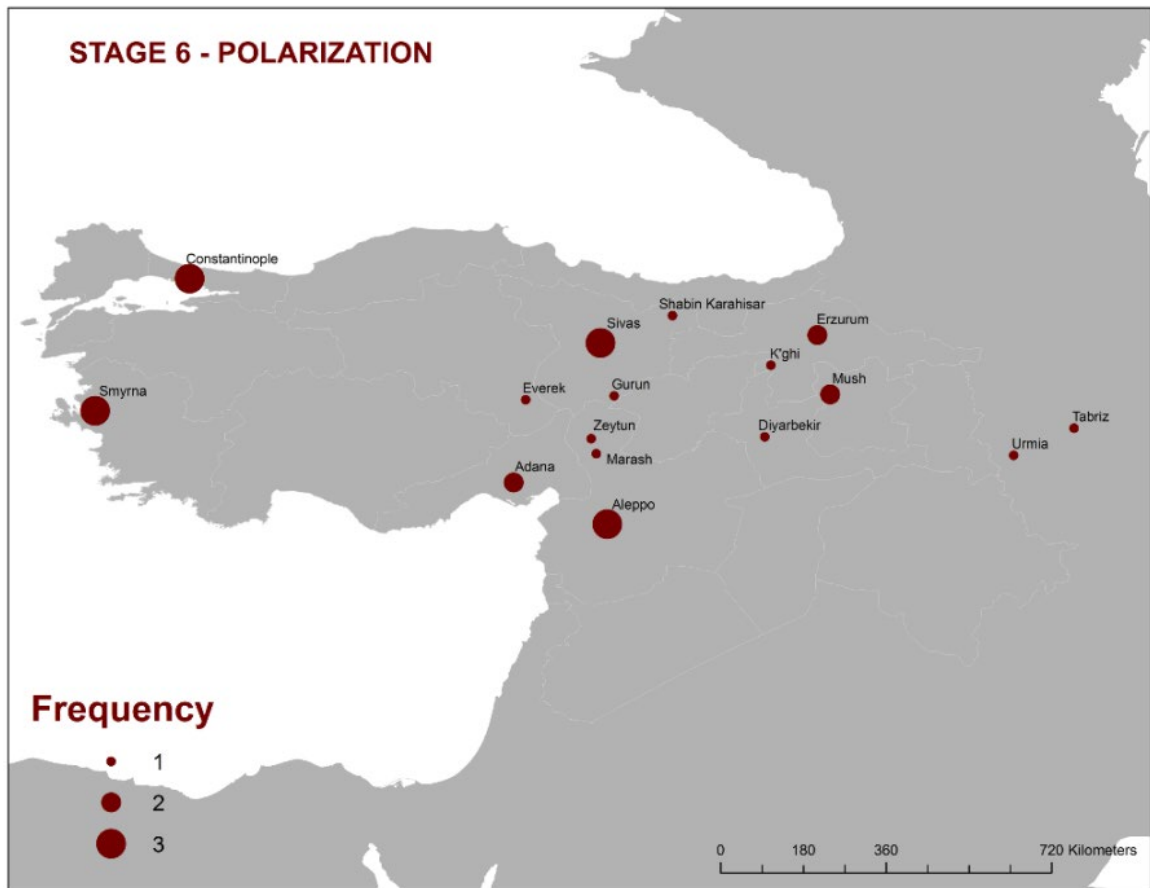 STAGE 6 - POLARIZATION
Constantinople
Shabin Karahisar
Sivas
Erzurum
K'ghi
Mush
Everek
Gurun
Smyrna
Tabriz
Zeytun
Diyarbekir
Urmia
Marash
Adana
Aleppo
Frequency
1
2
3
0 180 360 720 Kilometers